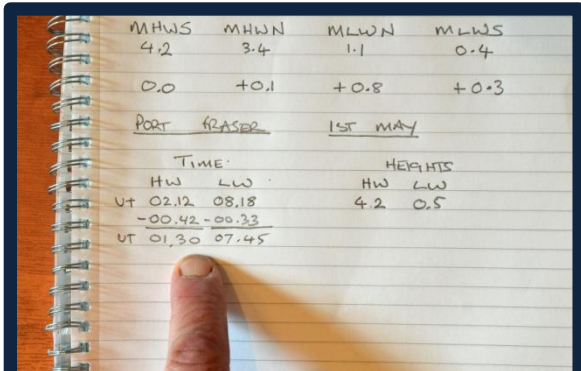 MHWS MHWN MLWN MLWS
4.2 3.4 1.1 0.4
0.0 +0.1 +0.8 +0.3
PORT FRASER 1ST MAY
TIME. HEIGHTS
HW LW HW LW
UT 02.12 08.18 4.2 0.5
-00.42 -00.33
UT 01.30 07.45